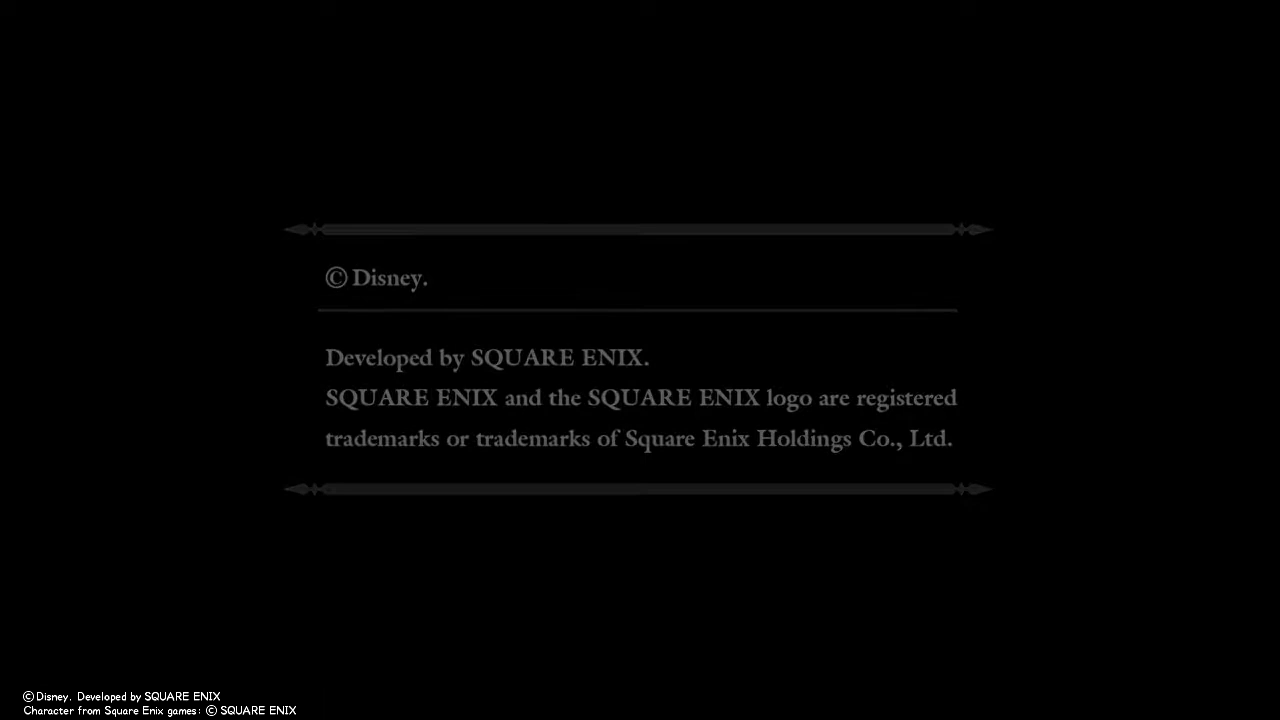 © Disney.
Developed by SQUARE ENIX.
SQUARE ENIX and the SQUARE ENIX logo are registered
trademarks or trademarks of Square Enix Holdings Co., Ltd.
© Disney. Developed by SQUARE ENIX
Character from Square Enix games: © SQUARE ENIX